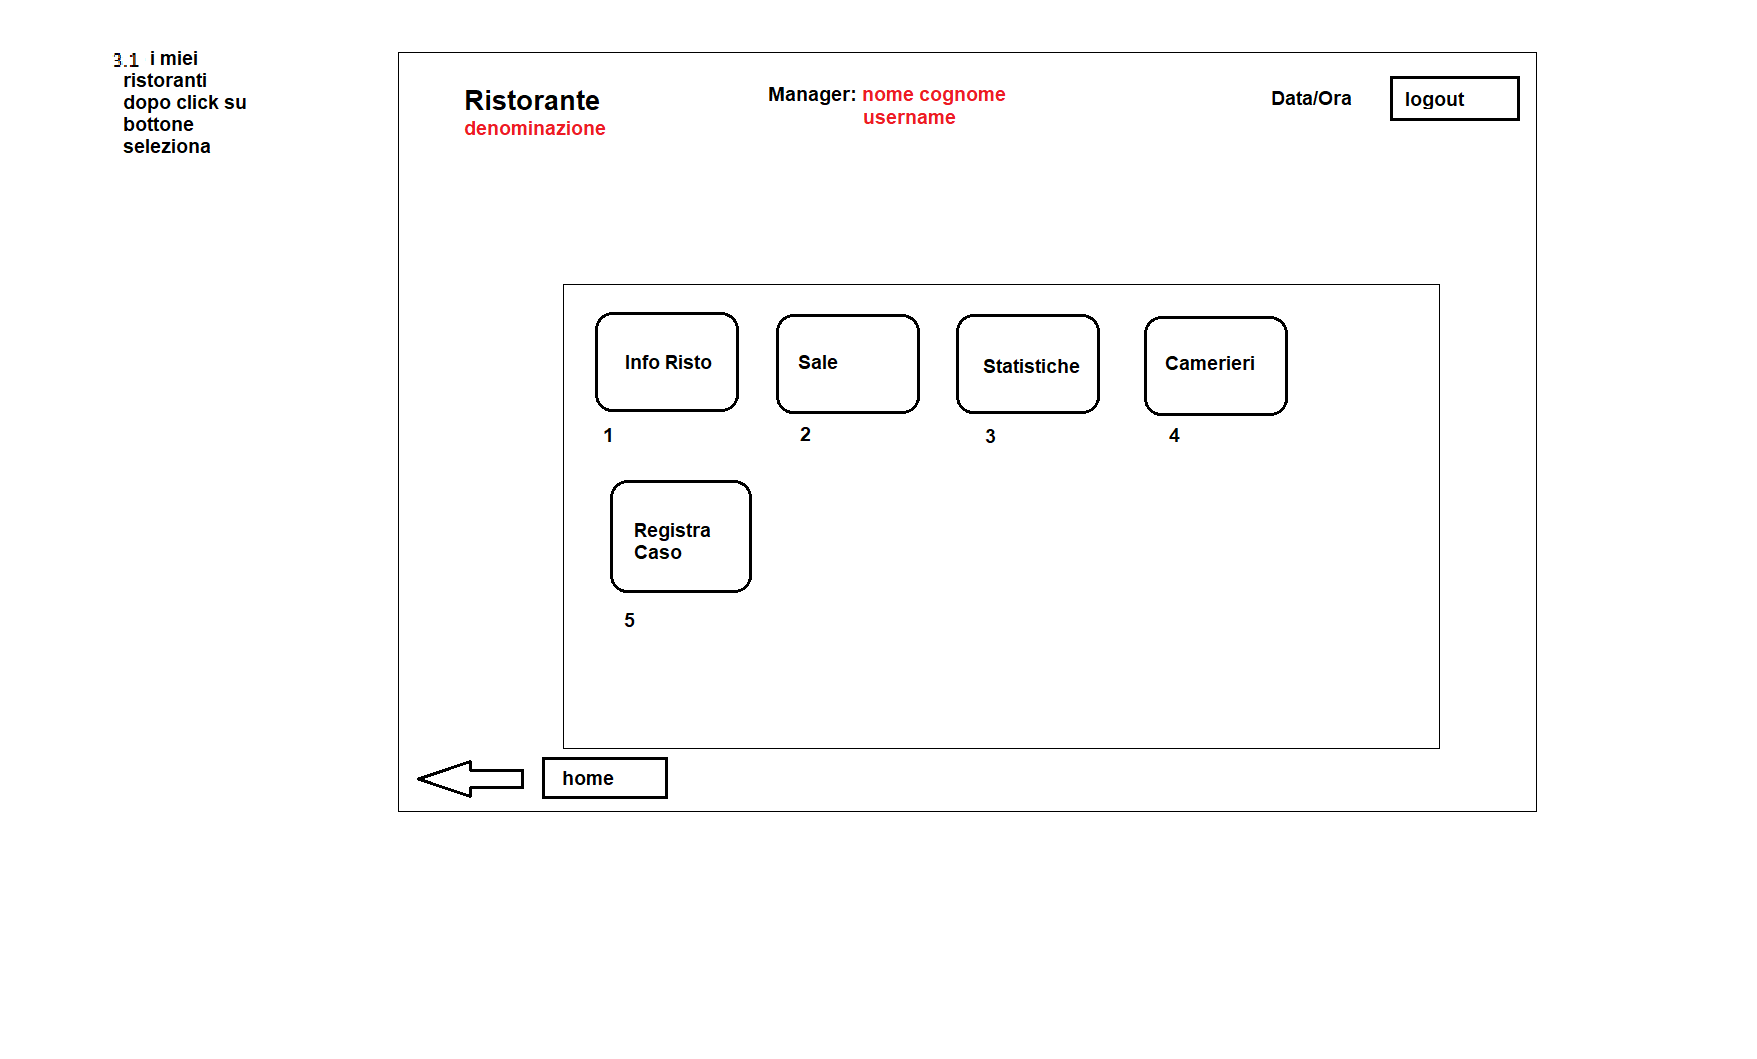 3.1 i miei
ristoranti
dopo click su
bottone
seleziona
Ristorante
denominazione
Manager: nome cognome
username
Data/Ora
logout
Info Risto
Sale
Statistiche
Camerieri
1
2
3
4
Registra
Caso
5
home